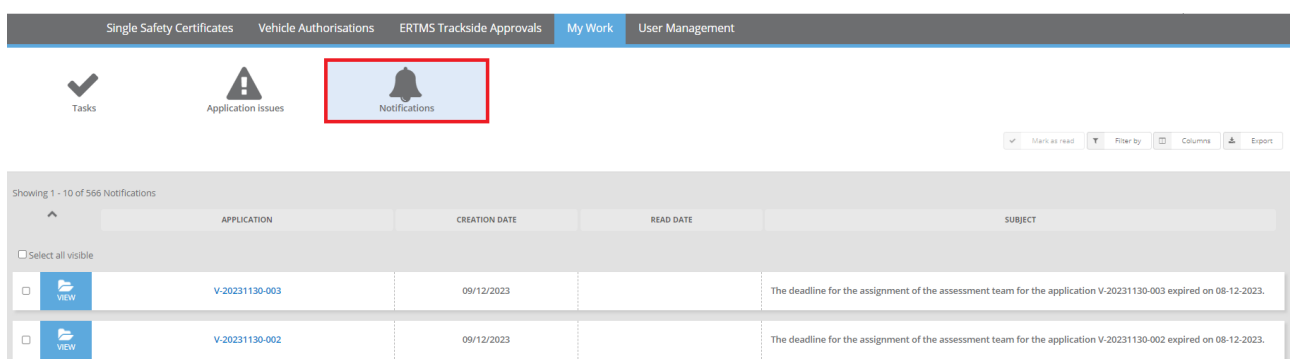 Single Safety Certificates Vehicle Authorisations ERTMS Trackside Approvals My Work User Management
Tasks Application issues Notifications
Mark as read Filter by Columns Export
Showing 1 - 10 of 566 Notifications
APPLICATION CREATION DATE READ DATE SUBJECT
Select all visible
VIEW V-20231130-003 09/12/2023 The deadline for the assignment of the assessment team for the application V-20231130-003 expired on 08-12-2023.
VIEW V-20231130-002 09/12/2023 The deadline for the assignment of the assessment team for the application V-20231130-002 expired on 08-12-2023.